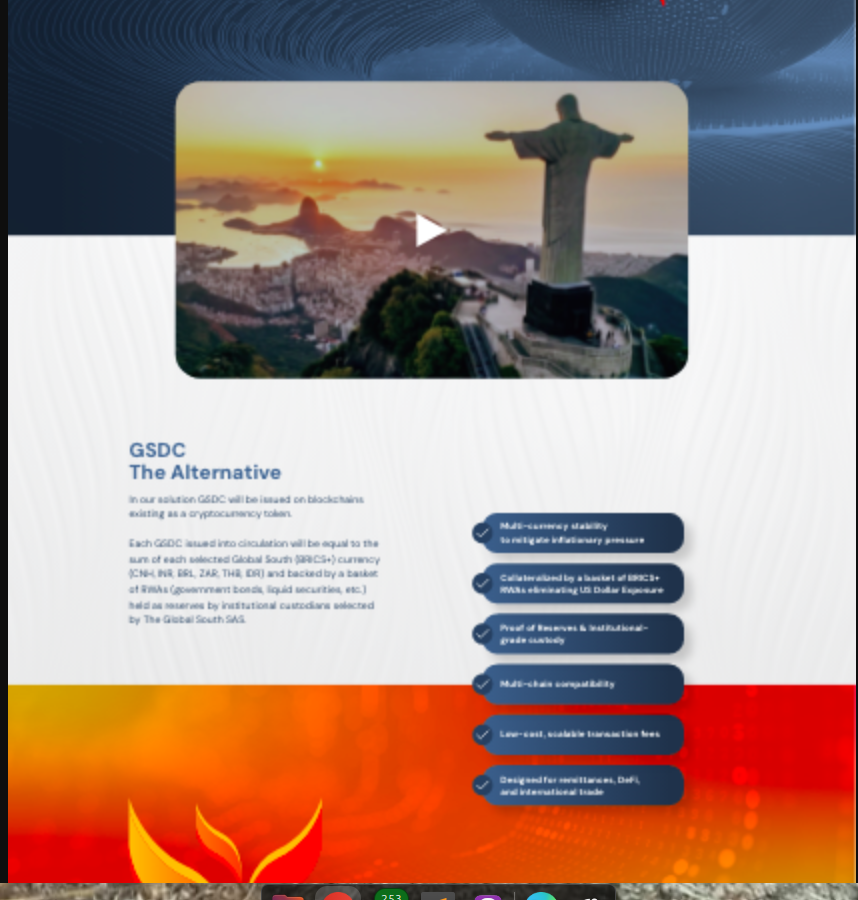 GSDC
The Alternative
In our solution GSDC will be issued on blockchains
existing as a cryptocurrency token.
Each GSDC issued into circulation will be equal to the
sum of each selected Global South (BRICS+) currency
(CNH, INR, BRL, ZAR, THB, IDR) and backed by a basket
of RWAs (government bonds, liquid securities, etc.)
held as reserves by institutional custodians selected
by The Global South SAS.
Multi-currency stability
to mitigate inflationary pressure
Collateralized by a basket of BRICS+
RWAs eliminating US Dollar Exposure
Proof of Reserves & Institutional-
grade custody
Multi-chain compatibility
Low-cost, scalable transaction fees
Designed for remittances, DeFi,
and international trade
253